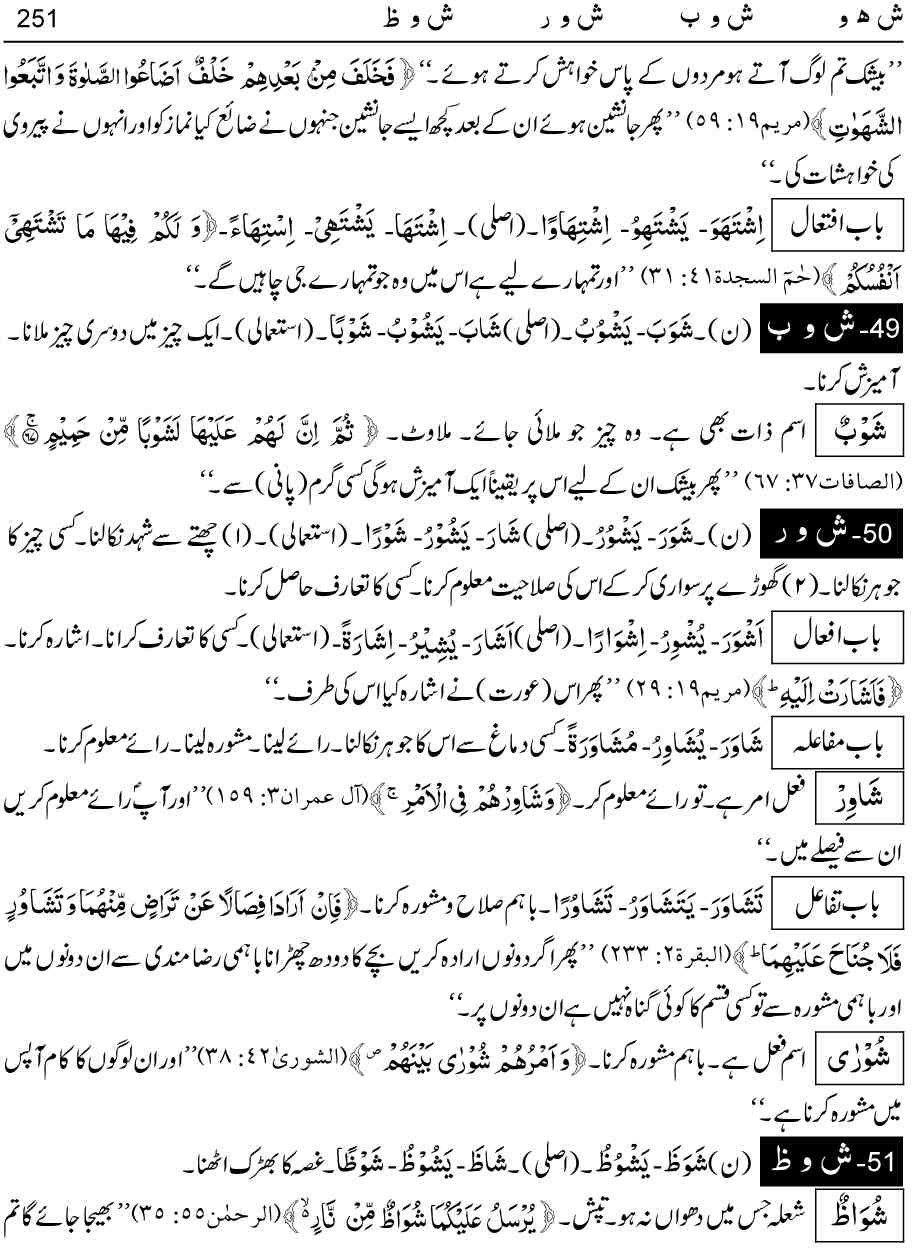 ش ھ و   ش و ب   ش و ر   ش و ظ   251
’’بیشک تم لوگ آتے ہو مردوں کے پاس خواہش کرتے ہوئے۔‘‘ ﴿فَخَلَفَ مِنْۢ بَعْدِهِمْ خَلْفٌ اَضَاعُوا الصَّلٰوةَ وَ اتَّبَعُوا
الشَّهَوٰتِ﴾(مریم۱۹: ۵۹) ’’پھر جانشین ہوئے ان کے بعد کچھ ایسے جانشین جنہوں نے ضائع کیا نماز کو اور انہوں نے پیروی
کی خواہشات کی۔‘‘
باب افتعال اِشْتَهَوَ- يَشْتَهِوُ- اِشْتِهَاوًا۔(اصلی)۔ اِشْتَهَا- يَشْتَهِيْ- اِسْتِهَاءً۔﴿وَ لَكُمْ فِيْهَا مَا تَشْتَهِيْٓ
اَنْفُسُكُمْ﴾(حٰمٓ السجدة۴۱: ۳۱) ’’اور تمہارے لیے ہے اس میں وہ جو تمہارے جی چاہیں گے۔‘‘
49-ش و ب (ن)۔شَوَبَ- يَشْوُبُ۔(اصلی)شَابَ- يَشُوْبُ- شَوْبًا۔(استعمالی)۔ایک چیز میں دوسری چیز ملانا۔
آمیزش کرنا۔
شَوْبٌ اسم ذات بھی ہے۔ وہ چیز جو ملائی جائے۔ ملاوٹ۔ ﴿ثُمَّ اِنَّ لَهُمْ عَلَيْهَا لَشَوْبًا مِّنْ حَمِيْمٍ ۚ۶۷﴾
(الصافات۳۷: ۶۷) ’’پھر بیشک ان کے لیے اس پر یقیناً ایک آمیزش ہوگی کسی گرم(پانی) سے۔‘‘
50-ش و ر (ن)۔شَوَرَ- يَشْوُرُ۔(اصلی)شَارَ- يَشُوْرُ- شَوْرًا۔(استعمالی)۔(۱) چھتے سے شہد نکالنا۔کسی چیز کا
جوہر نکالنا۔(۲) گھوڑے پر سواری کر کے اس کی صلاحیت معلوم کرنا۔کسی کا تعارف حاصل کرنا۔
باب افعال اَشْوَرَ- يُشْوِرُ- اِشْوَارًا۔(اصلی)اَشَارَ- يُشِيْرُ- اِشَارَةً۔(استعمالی)۔کسی کا تعارف کرانا۔اشارہ کرنا۔
﴿فَاَشَارَتْ اِلَيْهِ ؕ﴾(مریم۱۹: ۲۹) ’’پھر اس(عورت) نے اشارہ کیا اس کی طرف۔‘‘
باب مفاعلہ شَاوَرَ- يُشَاوِرُ- مُشَاوَرَةً۔کسی دماغ سے اس کا جوہر نکالنا۔رائے لینا۔مشورہ لینا۔رائے معلوم کرنا۔
شَاوِرْ فعل امر ہے۔تو رائے معلوم کر۔﴿وَشَاوِرْهُمْ فِي الْاَمْرِ ۚ﴾(آل عمران۳: ۱۵۹) ’’اور آپؐ رائے معلوم کریں
ان سے فیصلے میں۔‘‘
باب تفاعل تَشَاوَرَ- يَتَشَاوَرُ- تَشَاوُرًا۔باہم صلاح و مشورہ کرنا۔﴿فَاِنْ اَرَادَا فِصَالًا عَنْ تَرَاضٍ مِّنْهُمَا وَ تَشَاوُرٍ
فَلَا جُنَاحَ عَلَيْهِمَا ؕ﴾(البقرة۲: ۲۳۳) ’’پھر اگر دونوں ارادہ کریں بچے کا دودھ چھڑانا باہمی رضامندی سے ان دونوں میں
اور باہمی مشورہ سے تو کسی قسم کا کوئی گناہ نہیں ہے ان دونوں پر۔‘‘
شُوْرٰی اسم فعل ہے۔باہم مشورہ کرنا۔﴿وَ اَمْرُهُمْ شُوْرٰی بَيْنَهُمْ ۪﴾(الشوریٰ۴۲: ۳۸) ’’اور ان لوگوں کا کام آپس
میں مشورہ کرنا ہے۔‘‘
51-ش و ظ (ن)شَوَظَ- يَشْوُظُ۔(اصلی)۔شَاظَ- يَشُوْظُ- شَوْظًا۔غصہ کا بھڑک اٹھنا۔
شُوَاظٌ شعلہ جس میں دھواں نہ ہو۔تپش۔﴿يُرْسَلُ عَلَيْكُمَا شُوَاظٌ مِّنْ نَّارٍ ۙ۬﴾(الرحمٰن۵۵: ۳۵) ’’بھیجا جائے گا تم